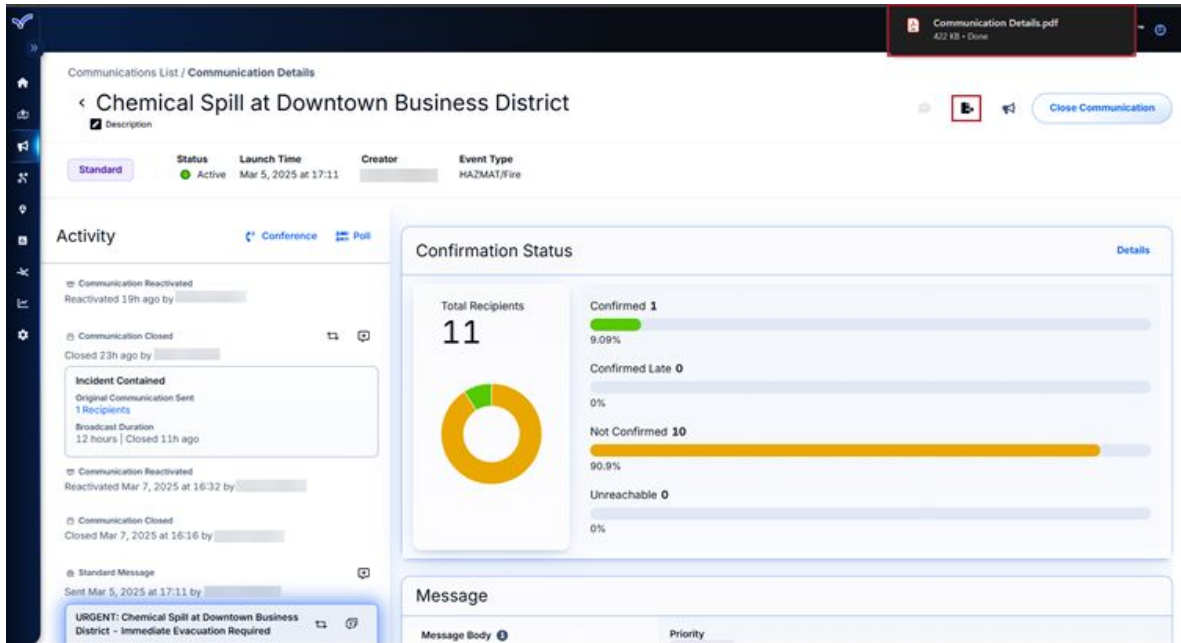 Communication Details.pdf
422 KB • Done
Communications List / Communication Details
Chemical Spill at Downtown Business District
Description
Close Communication
Standard
Status
Active
Launch Time
Mar 5, 2025 at 17:11
Creator
Event Type
HAZMAT/Fire
Activity
Conference
Poll
Communication Reactivated
Reactivated 19h ago by
Communication Closed
Closed 23h ago by
Incident Contained
Original Communication Sent
1 Recipients
Broadcast Duration
12 hours | Closed 11h ago
Communication Reactivated
Reactivated Mar 7, 2025 at 16:32 by
Communication Closed
Closed Mar 7, 2025 at 16:16 by
Standard Message
Sent Mar 5, 2025 at 17:11 by
URGENT: Chemical Spill at Downtown Business
District - Immediate Evacuation Required
Confirmation Status
Details
Total Recipients
11
Confirmed 1
9.09%
Confirmed Late 0
0%
Not Confirmed 10
90.9%
Unreachable 0
0%
Message
Message Body
Priority